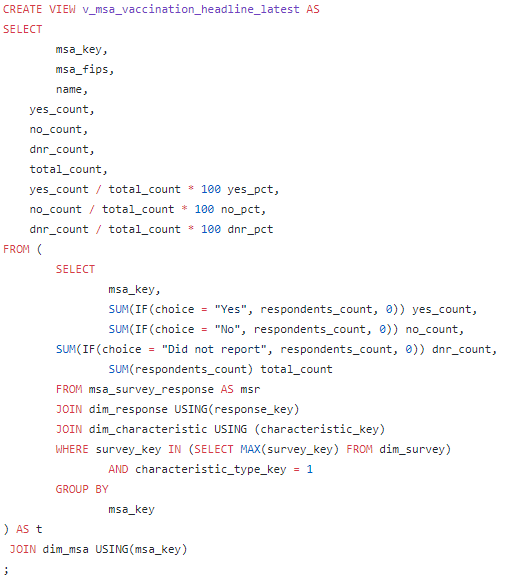 CREATE VIEW v_msa_vaccination_headline_latest AS
SELECT
        msa_key,
        msa_fips,
        name,
    yes_count,
    no_count,
    dnr_count,
    total_count,
    yes_count / total_count * 100 yes_pct,
    no_count / total_count * 100 no_pct,
    dnr_count / total_count * 100 dnr_pct
FROM (
        SELECT
                msa_key,
                SUM(IF(choice = "Yes", respondents_count, 0)) yes_count,
                SUM(IF(choice = "No", respondents_count, 0)) no_count,
        SUM(IF(choice = "Did not report", respondents_count, 0)) dnr_count,
                SUM(respondents_count) total_count
        FROM msa_survey_response AS msr
        JOIN dim_response USING(response_key)
        JOIN dim_characteristic USING (characteristic_key)
        WHERE survey_key IN (SELECT MAX(survey_key) FROM dim_survey)
                AND characteristic_type_key = 1
        GROUP BY
                msa_key
) AS t
 JOIN dim_msa USING(msa_key)
;